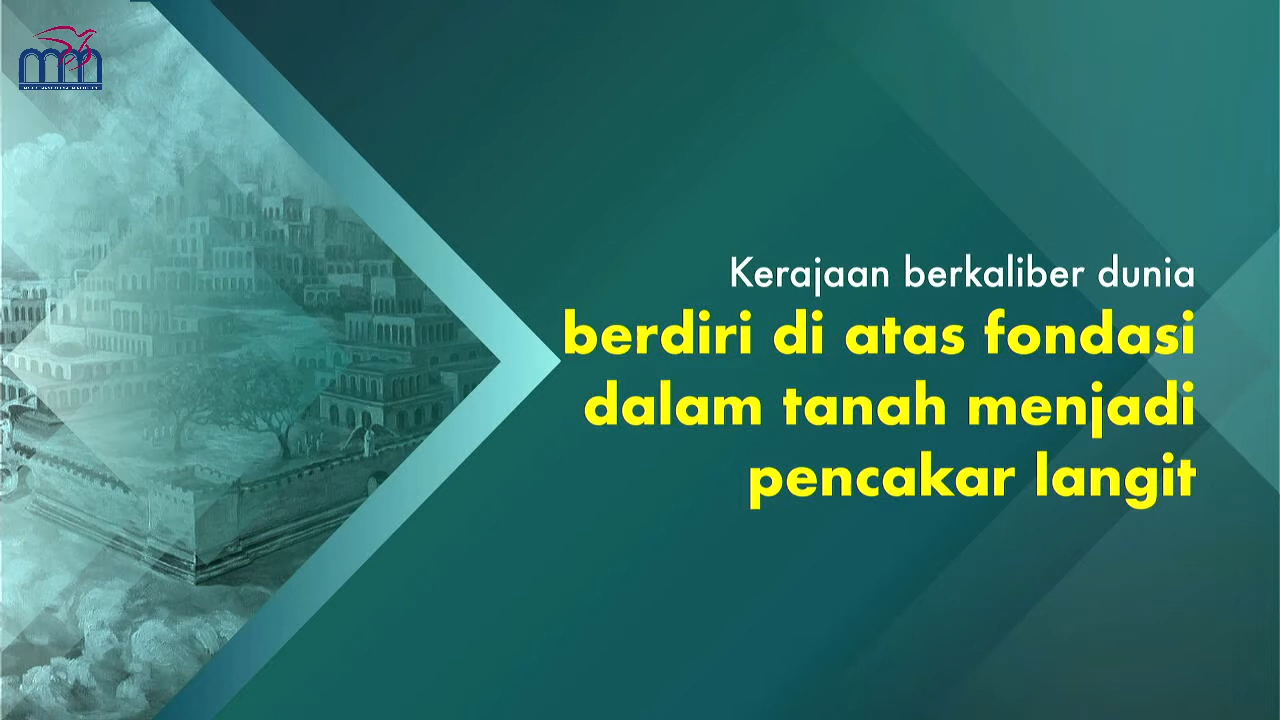 Kerajaan berkaliber dunia
berdiri di atas fondasi
dalam tanah menjadi
pencakar langit